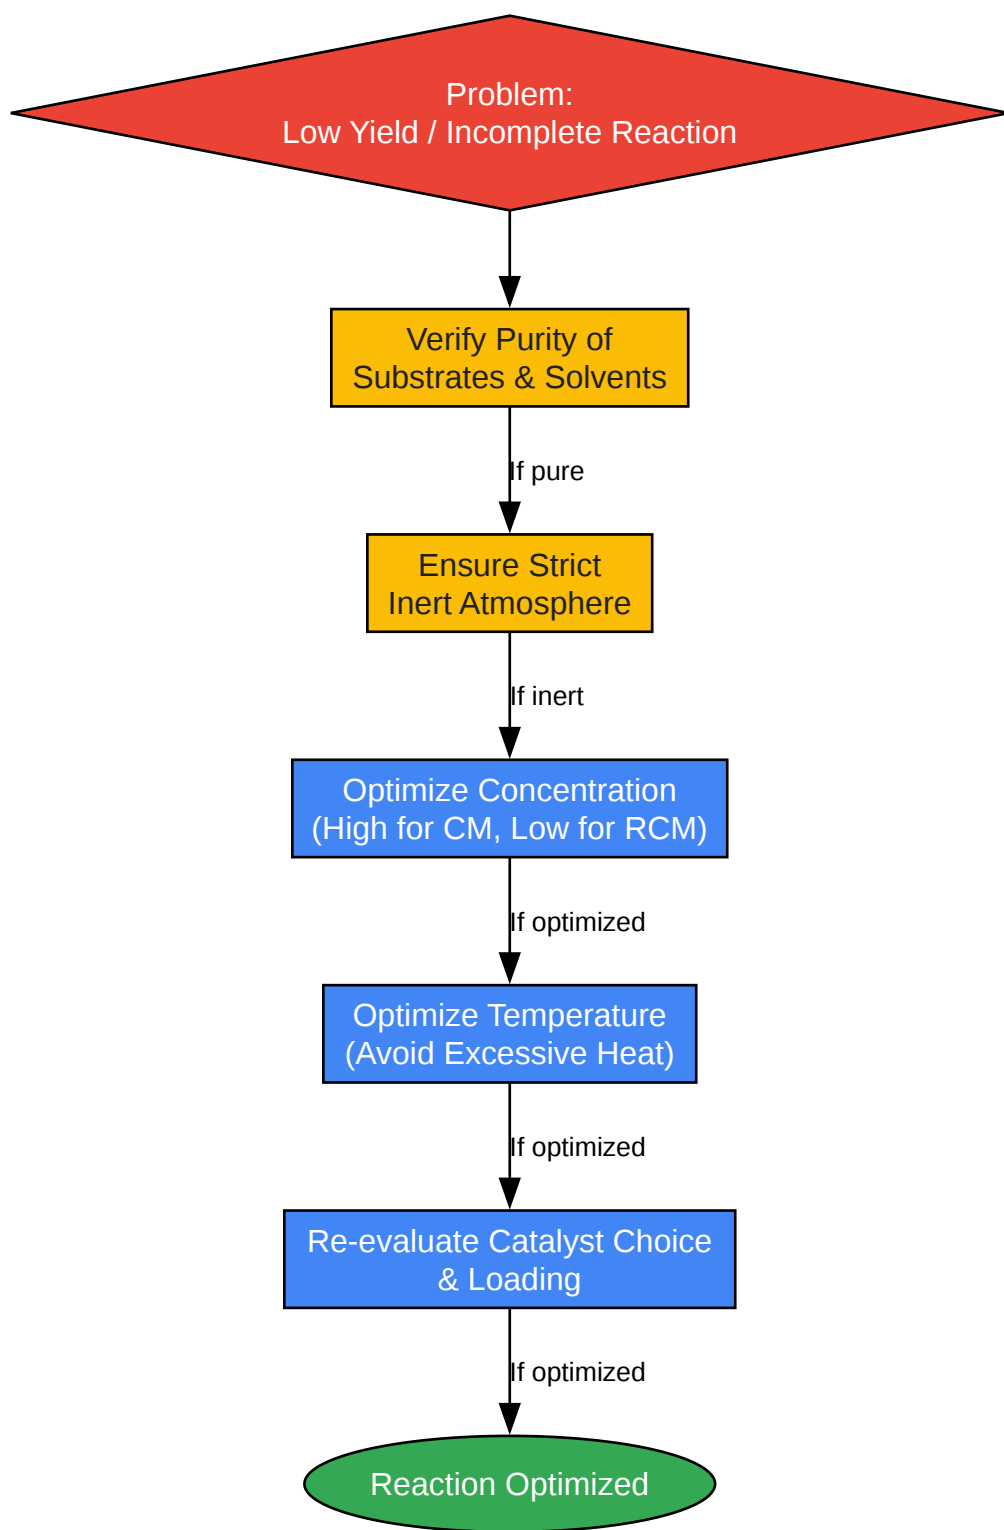 Problem:
Low Yield / Incomplete Reaction
Verify Purity of
Substrates & Solvents
If pure
Ensure Strict
Inert Atmosphere
If inert
Optimize Concentration
(High for CM, Low for RCM)
If optimized
Optimize Temperature
(Avoid Excessive Heat)
If optimized
Re-evaluate Catalyst Choice
& Loading
If optimized
Reaction Optimized